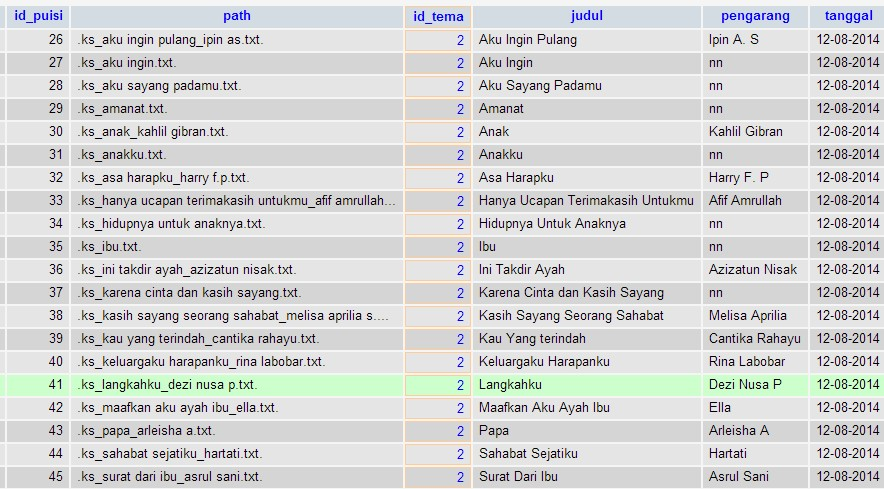 id_puisi path id_tema judul pengarang tanggal
26 .ks_aku ingin pulang_ipin as.txt. 2 Aku Ingin Pulang Ipin A. S 12-08-2014
27 .ks_aku ingin.txt. 2 Aku Ingin nn 12-08-2014
28 .ks_aku sayang padamu.txt. 2 Aku Sayang Padamu nn 12-08-2014
29 .ks_amanat.txt. 2 Amanat nn 12-08-2014
30 .ks_anak_kahlil gibran.txt. 2 Anak Kahlil Gibran 12-08-2014
31 .ks_anakku.txt. 2 Anakku nn 12-08-2014
32 .ks_asa harapku_harry f.p.txt. 2 Asa Harapku Harry F. P 12-08-2014
33 .ks_hanya ucapan terimakasih untukmu_afif amrullah... 2 Hanya Ucapan Terimakasih Untukmu Afif Amrullah 12-08-2014
34 .ks_hidupnya untuk anaknya.txt. 2 Hidupnya Untuk Anaknya nn 12-08-2014
35 .ks_ibu.txt. 2 Ibu nn 12-08-2014
36 .ks_ini takdir ayah_azizatun nisak.txt. 2 Ini Takdir Ayah Azizatun Nisak 12-08-2014
37 .ks_karena cinta dan kasih sayang.txt. 2 Karena Cinta dan Kasih Sayang nn 12-08-2014
38 .ks_kasih sayang seorang sahabat_melisa aprilia s.... 2 Kasih Sayang Seorang Sahabat Melisa Aprilia 12-08-2014
39 .ks_kau yang terindah_cantika rahayu.txt. 2 Kau Yang terindah Cantika Rahayu 12-08-2014
40 .ks_keluargaku harapanku_rina labobar.txt. 2 Keluargaku Harapanku Rina Labobar 12-08-2014
41 .ks_langkahku_dezi nusa p.txt. 2 Langkahku Dezi Nusa P 12-08-2014
42 .ks_maafkan aku ayah ibu_ella.txt. 2 Maafkan Aku Ayah Ibu Ella 12-08-2014
43 .ks_papa_arleisha a.txt. 2 Papa Arleisha A 12-08-2014
44 .ks_sahabat sejatiku_hartati.txt. 2 Sahabat Sejatiku Hartati 12-08-2014
45 .ks_surat dari ibu_asrul sani.txt. 2 Surat Dari Ibu Asrul Sani 12-08-2014